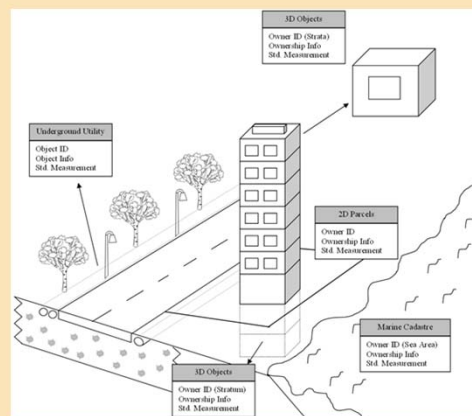 3D Objects
Owner ID (Strata)
Ownership Info
Std. Measurement
Underground Utility
Object ID
Object Info
Std. Measurement
2D Parcels
Owner ID
Ownership Info
Std. Measurement
Marine Cadastre
Owner ID (Sea Area)
Ownership Info
Std. Measurement
3D Objects
Owner ID (Stratum)
Ownership Info
Std. Measurement